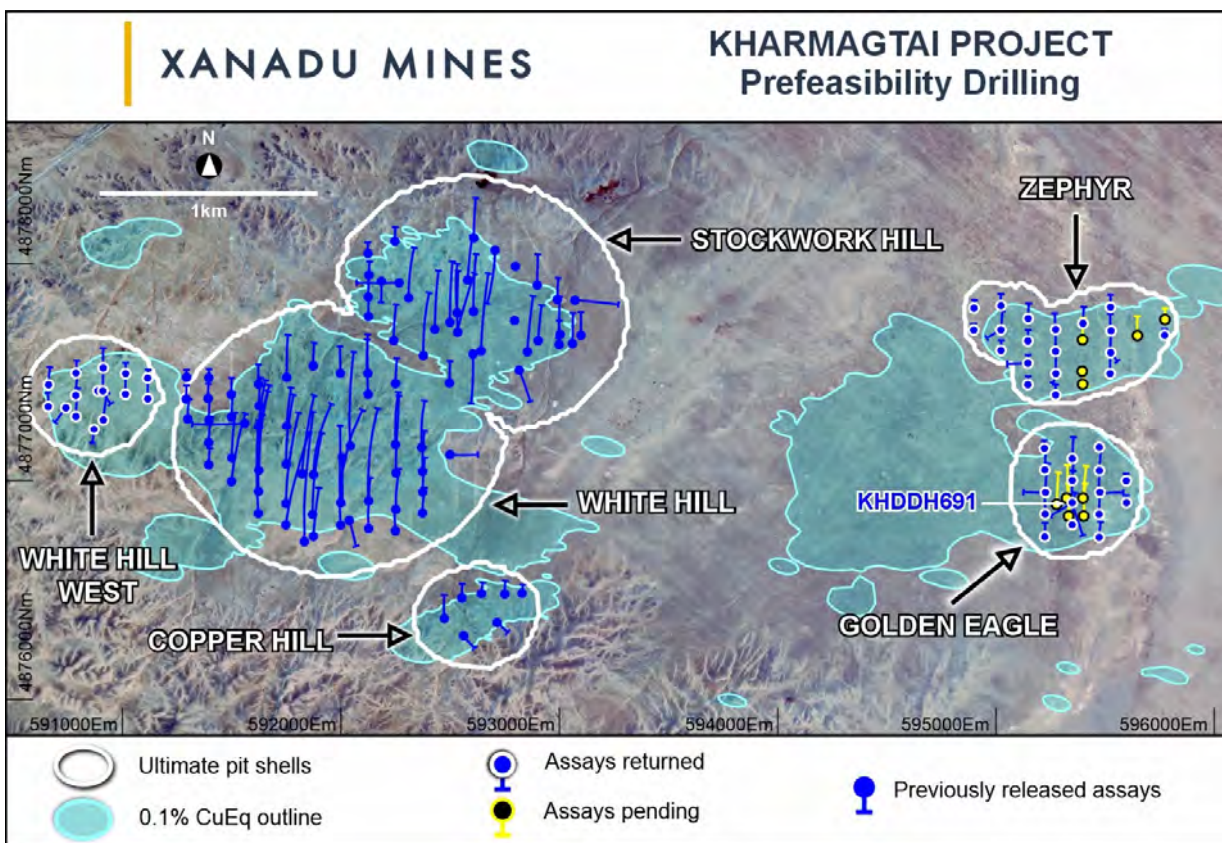 XANADU MINES
KHARMAGTAI PROJECT
Prefeasibility Drilling
N
1km
4878000Nm
4877000Nm
4876000Nm
ZEPHYR
STOCKWORK HILL
KHDDH691
WHITE HILL
WHITE HILL
WEST
COPPER HILL
GOLDEN EAGLE
591000Em
592000Em
593000Em
594000Em
595000Em
596000Em
Ultimate pit shells
0.1% CuEq outline
Assays returned
Assays pending
Previously released assays